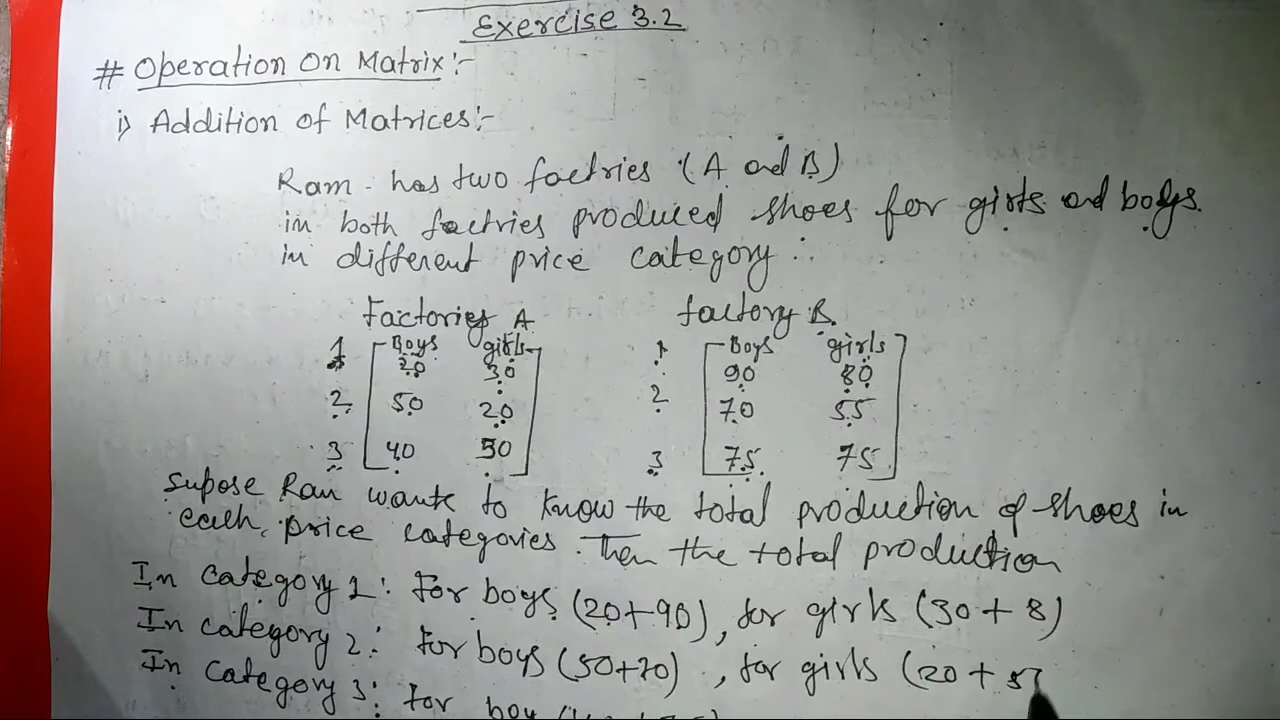 Exercise 3.2
# Operation On Matrix:-
i) Addition of Matrices:-
Ram - has two factries (A and B)
in both factries produced shoes for girls and boys.
in different price category :
Factories A factory B
1 Boys girls 1 Boys girls
20 30 90 80
2 50 20 2 70 55
3 40 50 3 75 75
Supose Ram wants to know the total production of shoes in
each price categories. Then the total production
In category 1: For boys (20+90), for girls (30+8)
In category 2: For boys (50+70), for girls (20+5
In category 3: For boy